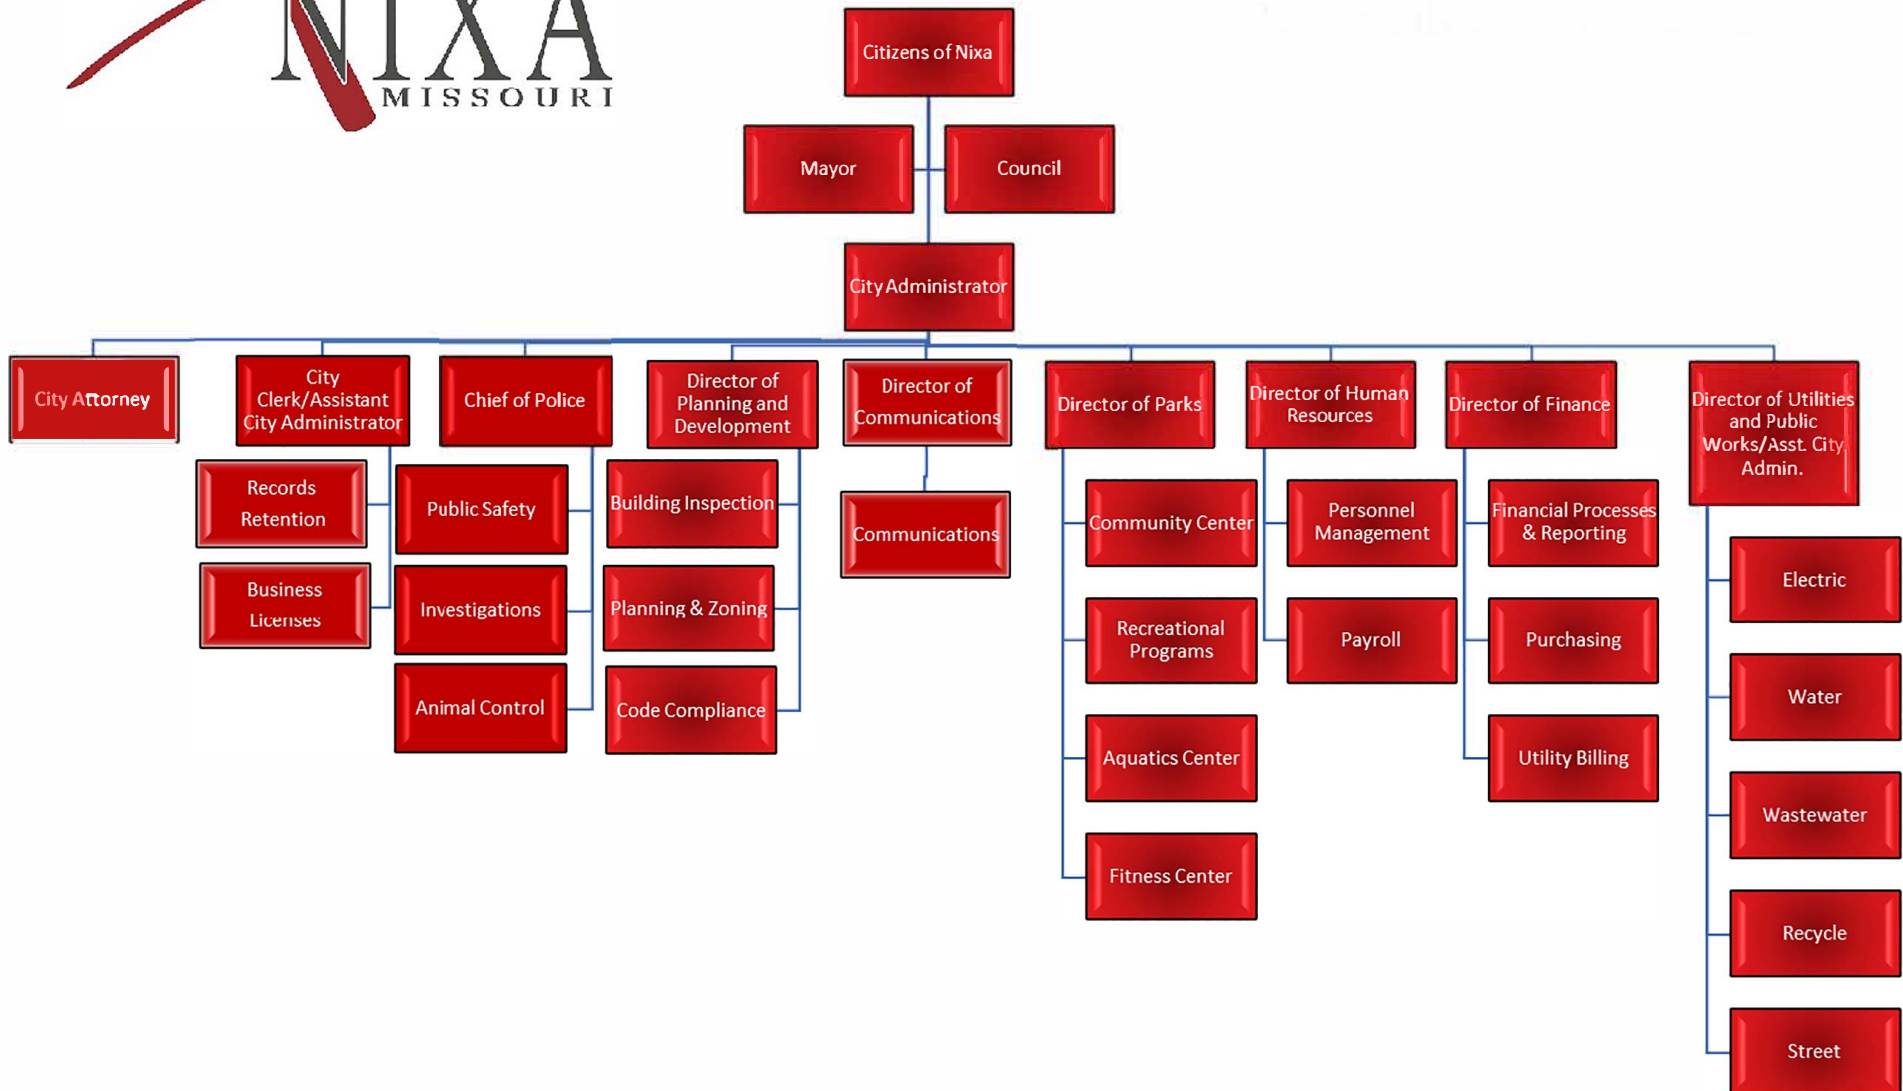 NIXA
MISSOURI
Citizens of Nixa
Mayor
Council
City Administrator
City Attorney
City
Clerk/Assistant
City Administrator
Records
Retention
Business
Licenses
Chief of Police
Public Safety
Investigations
Animal Control
Director of
Planning and
Development
Building Inspection
Planning & Zoning
Code Compliance
Director of
Communications
Communications
Director of Parks
Community Center
Recreational
Programs
Aquatics Center
Fitness Center
Director of Human
Resources
Personnel
Management
Payroll
Director of Finance
Financial Processes
& Reporting
Purchasing
Utility Billing
Director of Utilities
and Public
Works/Asst. City
Admin.
Electric
Water
Wastewater
Recycle
Street